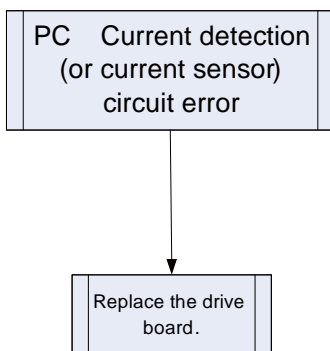 PC Current detection
(or current sensor)
circuit error
Replace the drive
board.